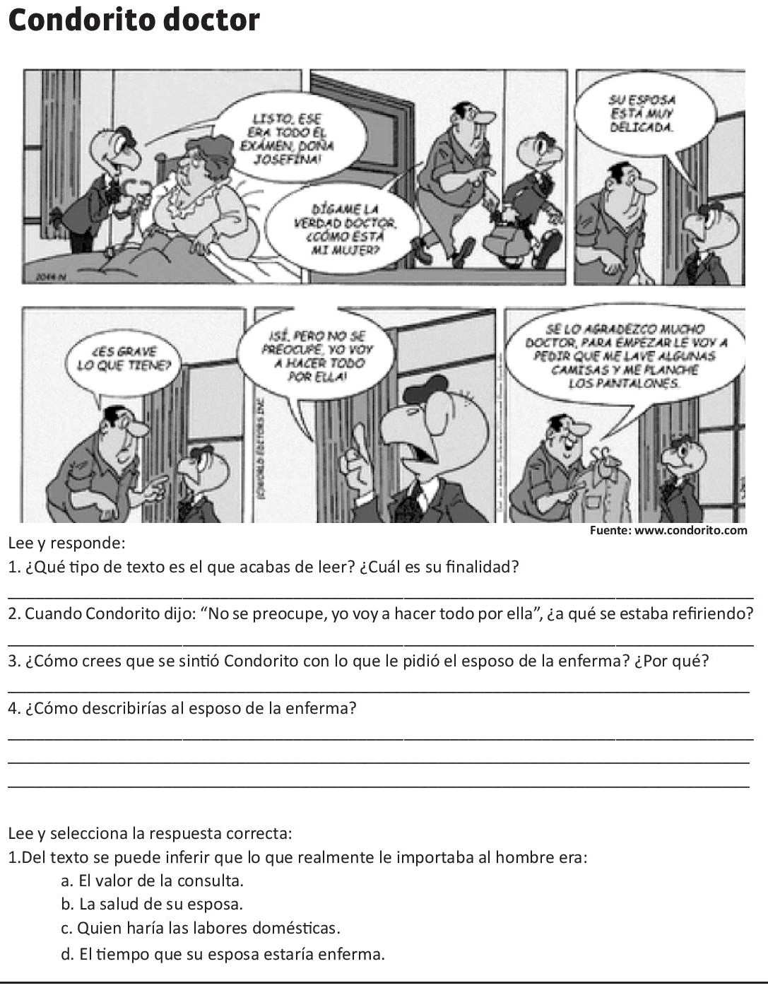 Condorito doctor
LISTO, ESE
ERA TODO EL
EXÁMEN, DOÑA
JOSEFINA!
DÍGAME LA
VERDAD DOCTOR,
¿CÓMO ESTÁ
MI MUJER?
SU ESPOSA
ESTÁ MUY
DELICADA.
¿ES GRAVE
LO QUE TIENE?
¡SÍ, PERO NO SE
PREOCUPE, YO VOY
A HACER TODO
POR ELLA!
SE LO AGRADEZCO MUCHO
DOCTOR, PARA EMPEZAR LE VOY A
PEDIR QUE ME LAVE ALGUNAS
CAMISAS Y ME PLANCHE
LOS PANTALONES.
©WORLD EDITORS INC
Fuente: www.condorito.com
Lee y responde:
1. ¿Qué tipo de texto es el que acabas de leer? ¿Cuál es su finalidad?
2. Cuando Condorito dijo: “No se preocupe, yo voy a hacer todo por ella”, ¿a qué se estaba refiriendo?
3. ¿Cómo crees que se sintió Condorito con lo que le pidió el esposo de la enferma? ¿Por qué?
4. ¿Cómo describirías al esposo de la enferma?
Lee y selecciona la respuesta correcta:
1.Del texto se puede inferir que lo que realmente le importaba al hombre era:
a. El valor de la consulta.
b. La salud de su esposa.
c. Quien haría las labores domésticas.
d. El tiempo que su esposa estaría enferma.